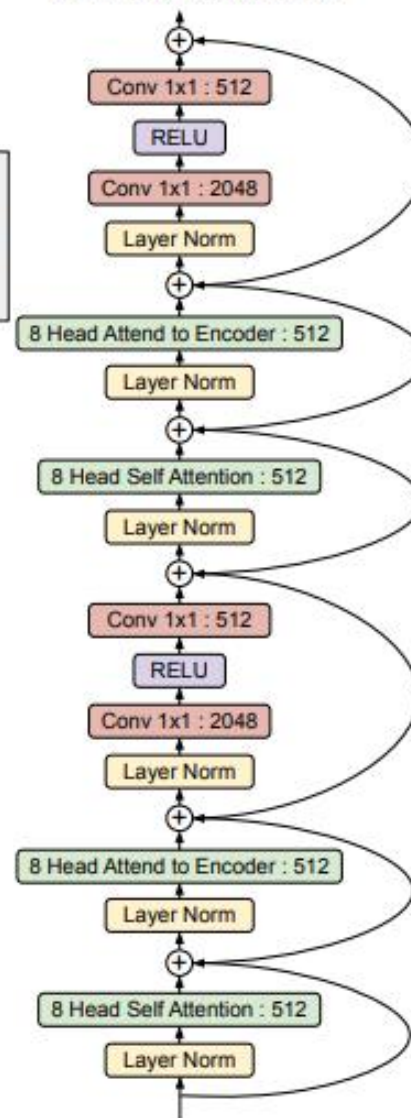 Conv 1x1 : 512
RELU
Conv 1x1 : 2048
Layer Norm
8 Head Attend to Encoder : 512
Layer Norm
8 Head Self Attention : 512
Layer Norm
Conv 1x1 : 512
RELU
Conv 1x1 : 2048
Layer Norm
8 Head Attend to Encoder : 512
Layer Norm
8 Head Self Attention : 512
Layer Norm